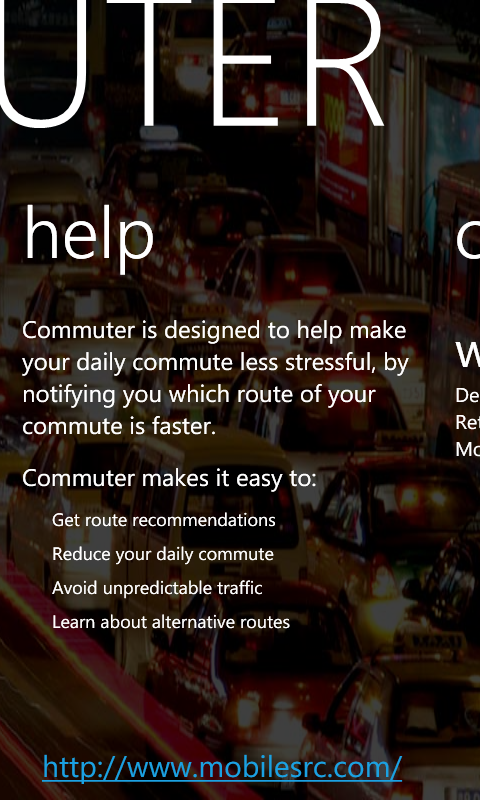 UTER
help
Commuter is designed to help make
your daily commute less stressful, by
notifying you which route of your
commute is faster.
Commuter makes it easy to:
Get route recommendations
Reduce your daily commute
Avoid unpredictable traffic
Learn about alternative routes
http://www.mobilesrc.com/